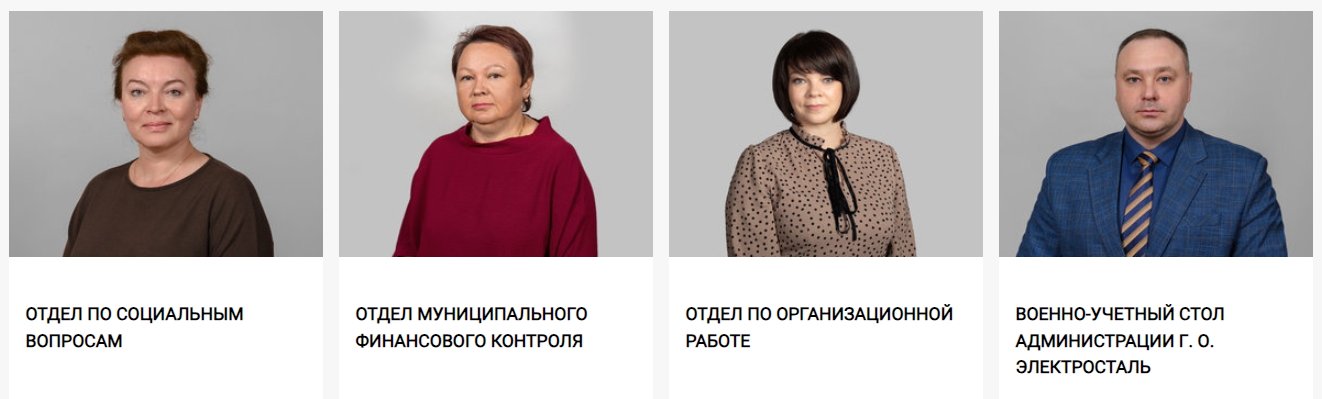 ОТДЕЛ ПО СОЦИАЛЬНЫМ
ВОПРОСАМ
ОТДЕЛ МУНИЦИПАЛЬНОГО
ФИНАНСОВОГО КОНТРОЛЯ
ОТДЕЛ ПО ОРГАНИЗАЦИОННОЙ
РАБОТЕ
ВОЕННО-УЧЕТНЫЙ СТОЛ
АДМИНИСТРАЦИИ Г. О.
ЭЛЕКТРОСТАЛЬ